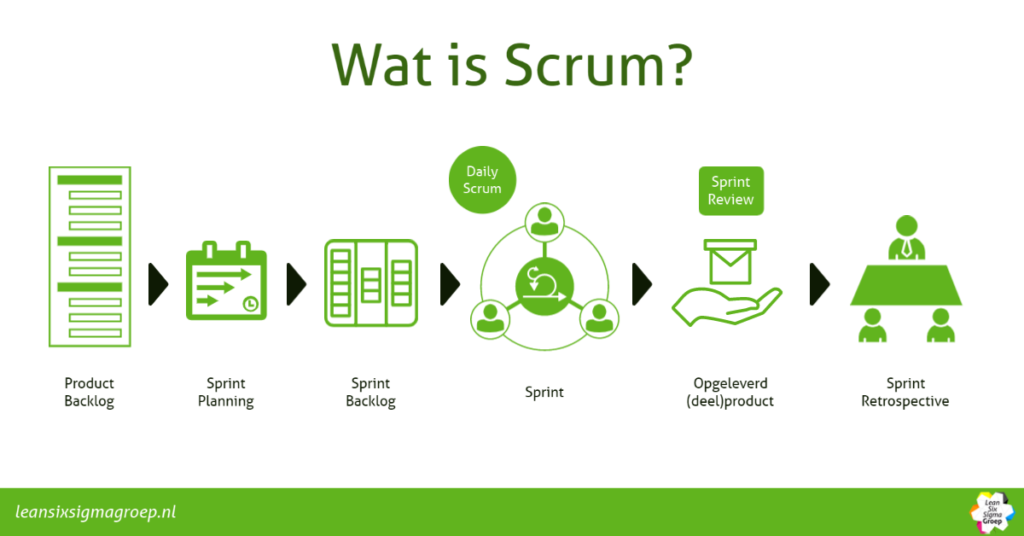 Wat is Scrum?
Daily
Scrum
Sprint
Review
Product
Backlog
Sprint
Planning
Sprint
Backlog
Sprint
Opgeleverd
(deel)product
Sprint
Retrospective
leansixsigmagroep.nl
Lean
Six
Sigma
Groep